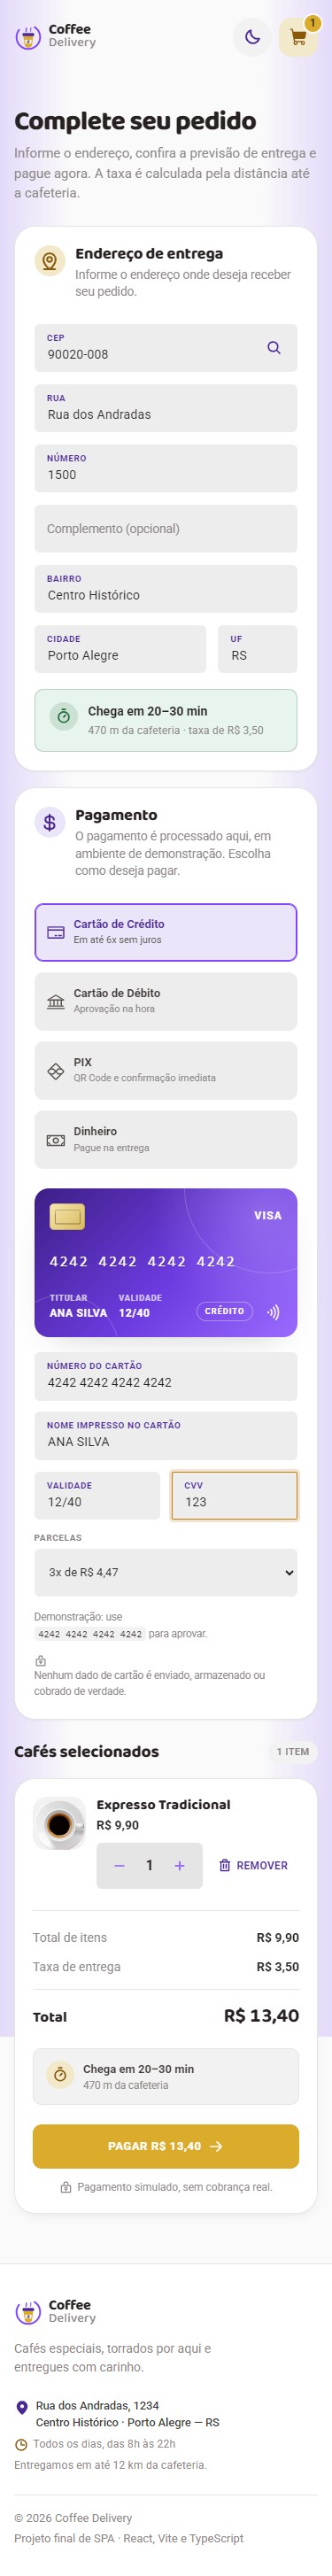 Coffee
Delivery
1
Complete seu pedido
Informe o endereço, confira a previsão de entrega e
pague agora. A taxa é calculada pela distância até
a cafeteria.
Endereço de entrega
Informe o endereço onde deseja receber
seu pedido.
CEP
90020-008
RUA
Rua dos Andradas
NÚMERO
1500
Complemento (opcional)
BAIRRO
Centro Histórico
CIDADE
Porto Alegre
UF
RS
Chega em 20–30 min
470 m da cafeteria · taxa de R$ 3,50
Pagamento
O pagamento é processado aqui, em
ambiente de demonstração. Escolha
como deseja pagar.
Cartão de Crédito
Em até 6x sem juros
Cartão de Débito
Aprovação na hora
PIX
QR Code e confirmação imediata
Dinheiro
Pague na entrega
VISA
4242 4242 4242 4242
TITULAR
ANA SILVA
VALIDADE
12/40
CRÉDITO
NÚMERO DO CARTÃO
4242 4242 4242 4242
NOME IMPRESSO NO CARTÃO
ANA SILVA
VALIDADE
12/40
CVV
123
PARCELAS
3x de R$ 4,47
Demonstração: use
4242 4242 4242 4242 para aprovar.
Nenhum dado de cartão é enviado, armazenado ou
cobrado de verdade.
Cafés selecionados
1 ITEM
Expresso Tradicional
R$ 9,90
− 1 +
REMOVER
Total de itens R$ 9,90
Taxa de entrega R$ 3,50
Total R$ 13,40
Chega em 20–30 min
470 m da cafeteria
PAGAR R$ 13,40 →
Pagamento simulado, sem cobrança real.
Coffee
Delivery
Cafés especiais, torrados por aqui e
entregues com carinho.
Rua dos Andradas, 1234
Centro Histórico · Porto Alegre — RS
Todos os dias, das 8h às 22h
Entregamos em até 12 km da cafeteria.
© 2026 Coffee Delivery
Projeto final de SPA · React, Vite e TypeScript